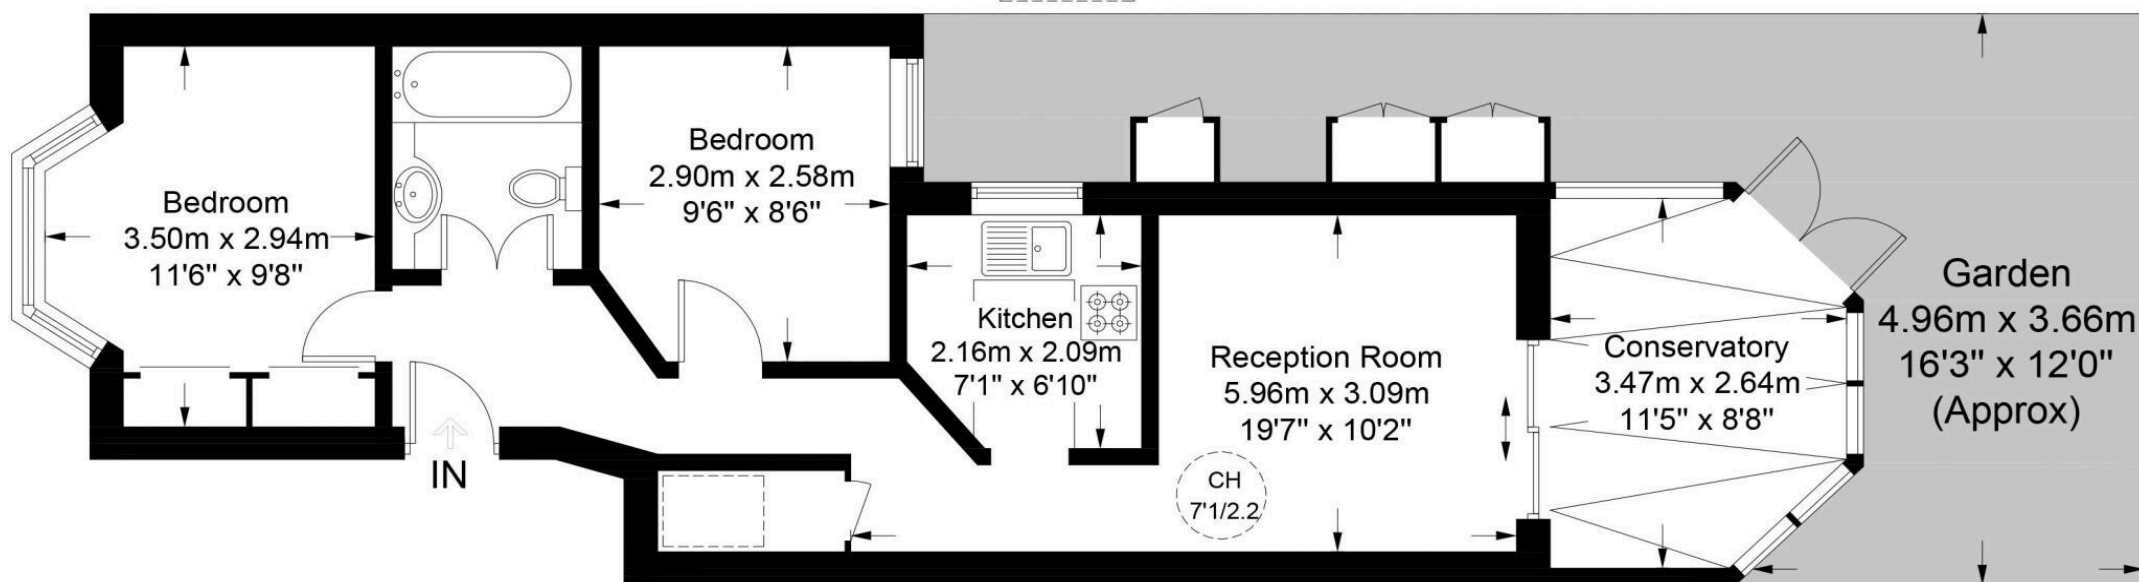 Bedroom
3.50m x 2.94m
11'6" x 9'8"
Bedroom
2.90m x 2.58m
9'6" x 8'6"
Kitchen
2.16m x 2.09m
7'1" x 6'10"
Reception Room
5.96m x 3.09m
19'7" x 10'2"
Conservatory
3.47m x 2.64m
11'5" x 8'8"
Garden
4.96m x 3.66m
16'3" x 12'0"
(Approx)
IN
CH
7'1/2.2